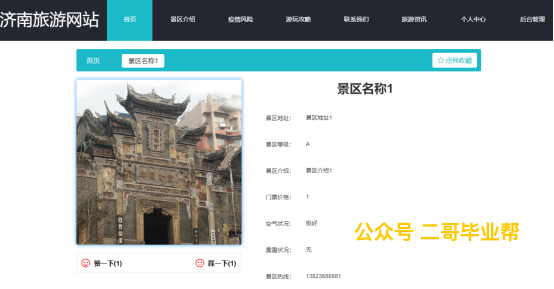 济南旅游网站 首页 景区介绍 疫情风险 游玩攻略 联系我们 旅游资讯 个人中心 后台管理
首页 景区名称1 ☆点我收藏
景区名称1
景区地址: 景区地址1
景区等级: A
景区介绍: 景区介绍1
门票价格: 1
空气状况: 极好
公众号 二哥毕业帮
雾霾状况: 无
赞一下(1) 踩一下(1)
景区热线: 13823888881